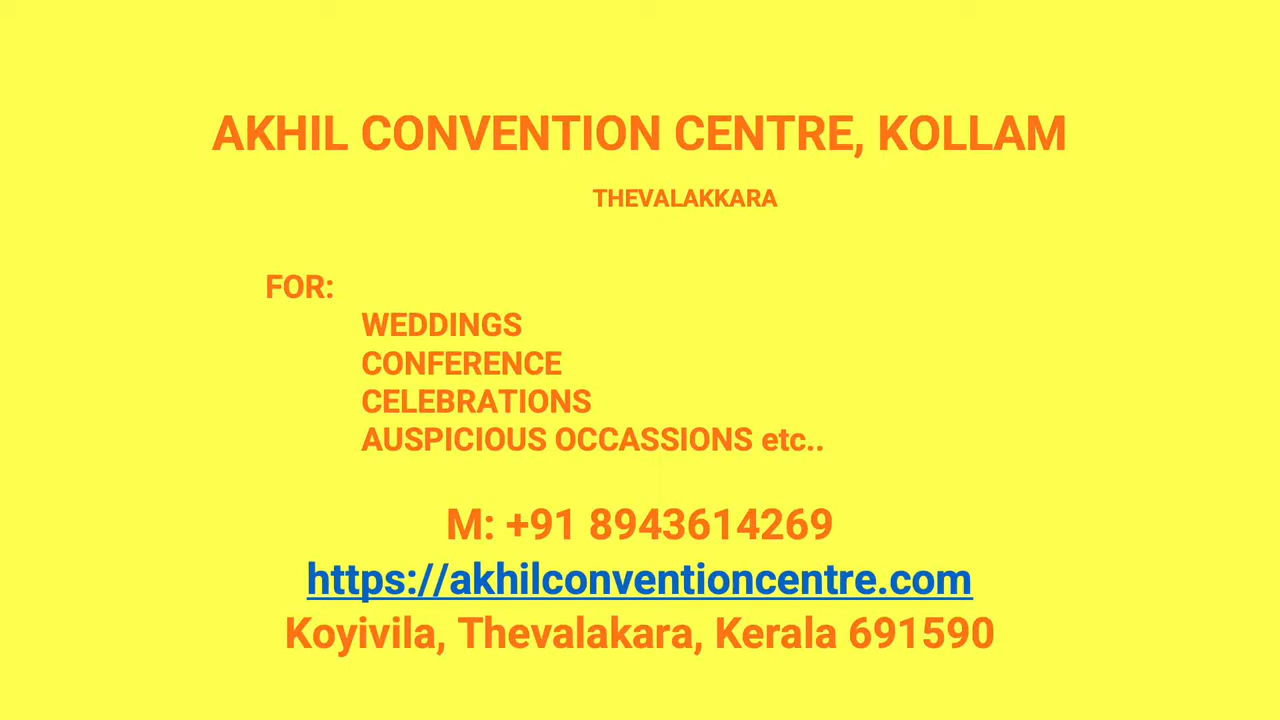 AKHIL CONVENTION CENTRE, KOLLAM
THEVALAKKARA
FOR:
WEDDINGS
CONFERENCE
CELEBRATIONS
AUSPICIOUS OCCASSIONS etc..
M: +91 8943614269
https://akhilconventioncentre.com
Koyivila, Thevalakara, Kerala 691590